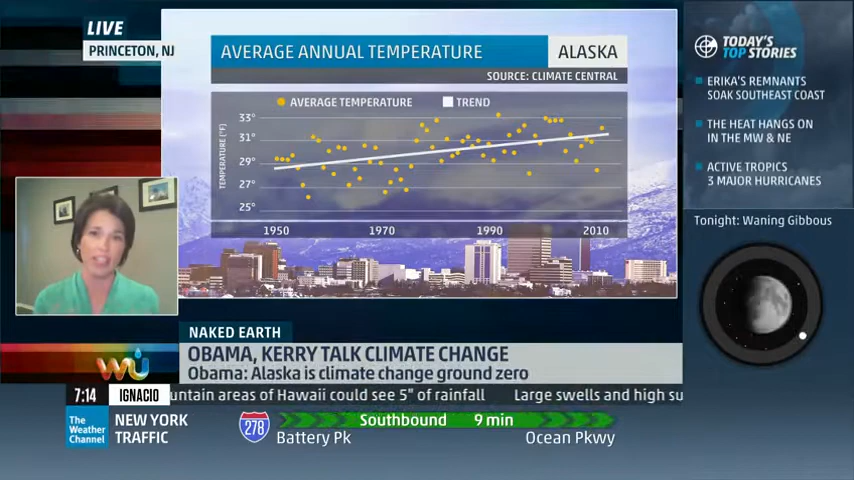 LIVE
PRINCETON, NJ
AVERAGE ANNUAL TEMPERATURE
ALASKA
SOURCE: CLIMATE CENTRAL
AVERAGE TEMPERATURE
TREND
TEMPERATURE (°F)
33°
31°
29°
27°
25°
1950
1970
1990
2010
TODAY'S
TOP STORIES
ERIKA'S REMNANTS
SOAK SOUTHEAST COAST
THE HEAT HANGS ON
IN THE MW & NE
ACTIVE TROPICS
3 MAJOR HURRICANES
Tonight: Waning Gibbous
NAKED EARTH
OBAMA, KERRY TALK CLIMATE CHANGE
Obama: Alaska is climate change ground zero
WU
7:14
IGNACIO
untain areas of Hawaii could see 5" of rainfall
Large swells and high su
The
Weather
Channel
NEW YORK
TRAFFIC
278
Southbound
9 min
Battery Pk
Ocean Pkwy